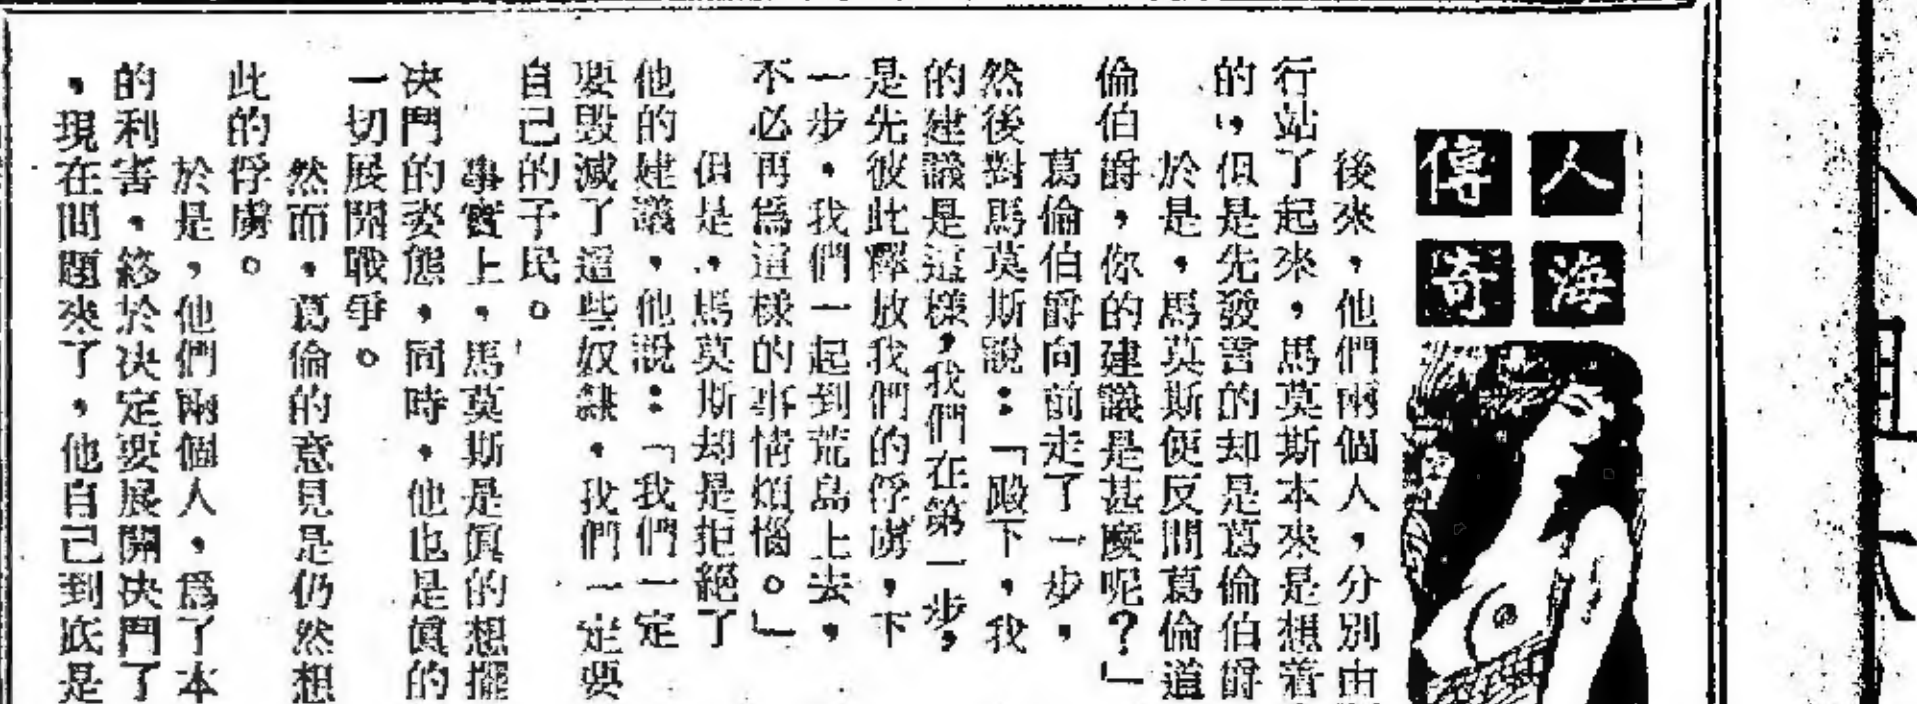 人海
傳奇
後來，他們兩個人，分別由
行站了起來，馬莫斯本來是想着
的，但是先發言的却是葛倫伯爵
於是，馬莫斯便反問葛倫道
倫伯爵，你的建議是甚麼呢？」
葛倫伯爵向前走了一步，
然後對馬莫斯說：「殿下，我
的建議是這樣，我們在第一步，
是先彼此釋放我們的俘虜，下
一步，我們一起到荒島上去，
不必再爲這樣的事情煩惱。」
但是，馬莫斯却是拒絕了
他的建議，他說：「我們一定
要毀滅了這些奴隸，我們一定要
自己的子民。
事實上，馬莫斯是眞的想擺
决鬥的姿態，同時，他也是眞的
一切展開戰爭。
然而，葛倫的意見是仍然想
此的俘虜。
於是，他們兩個人，爲了本
的利害，終於决定要展開决鬥了
，現在問題來了，他自己到底是